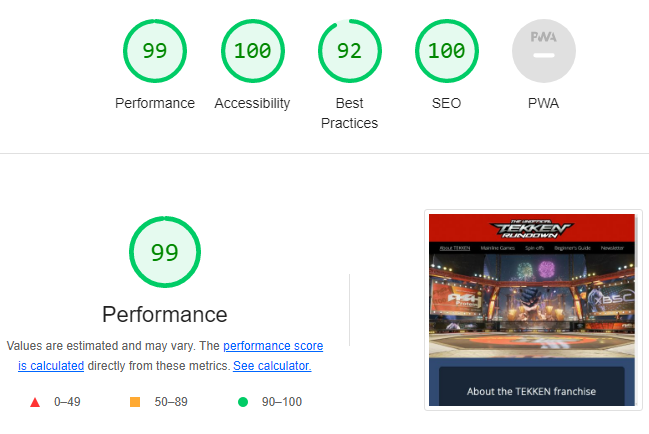 99
100
92
100
PWA
Performance
Accessibility
Best
Practices
SEO
PWA
99
Performance
Values are estimated and may vary. The performance score
is calculated directly from these metrics. See calculator.
0–49
50–89
90–100
THE UNOFFICIAL
TEKKEN
RUNDOWN
About TEKKEN
Mainline Games
Spin-offs
Beginner's Guide
Newsletter
About the TEKKEN franchise